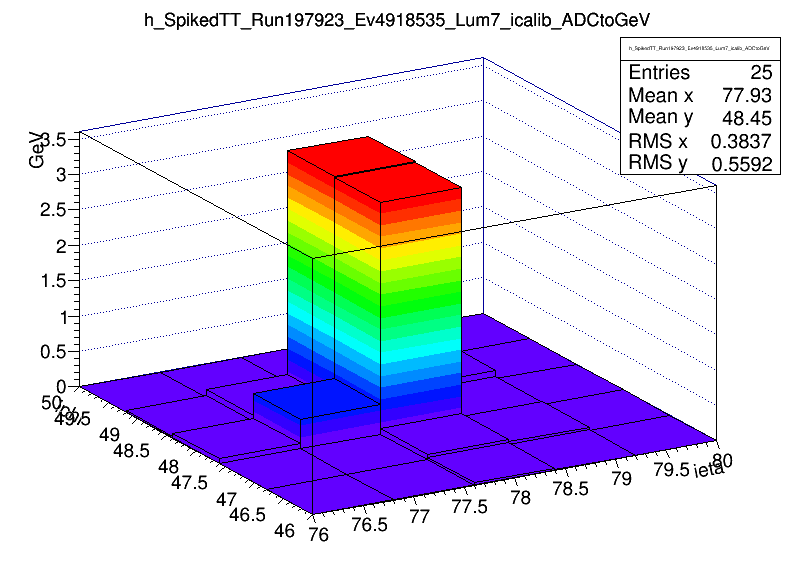 h_SpikedTT_Run197923_Ev4918535_Lum7_icalib_ADCtoGeV
h_SpikedTT_Run197923_Ev4918535_Lum7_icalib_ADCtoGeV
Entries 25
Mean x 77.93
Mean y 48.45
RMS x 0.3837
RMS y 0.5592
GeV
3.5
3
2.5
2
1.5
1
0.5
0
50
49.5
49
48.5
48
47.5
47
46.5
46
76
76.5
77
77.5
78
78.5
79
79.5
80
ieta